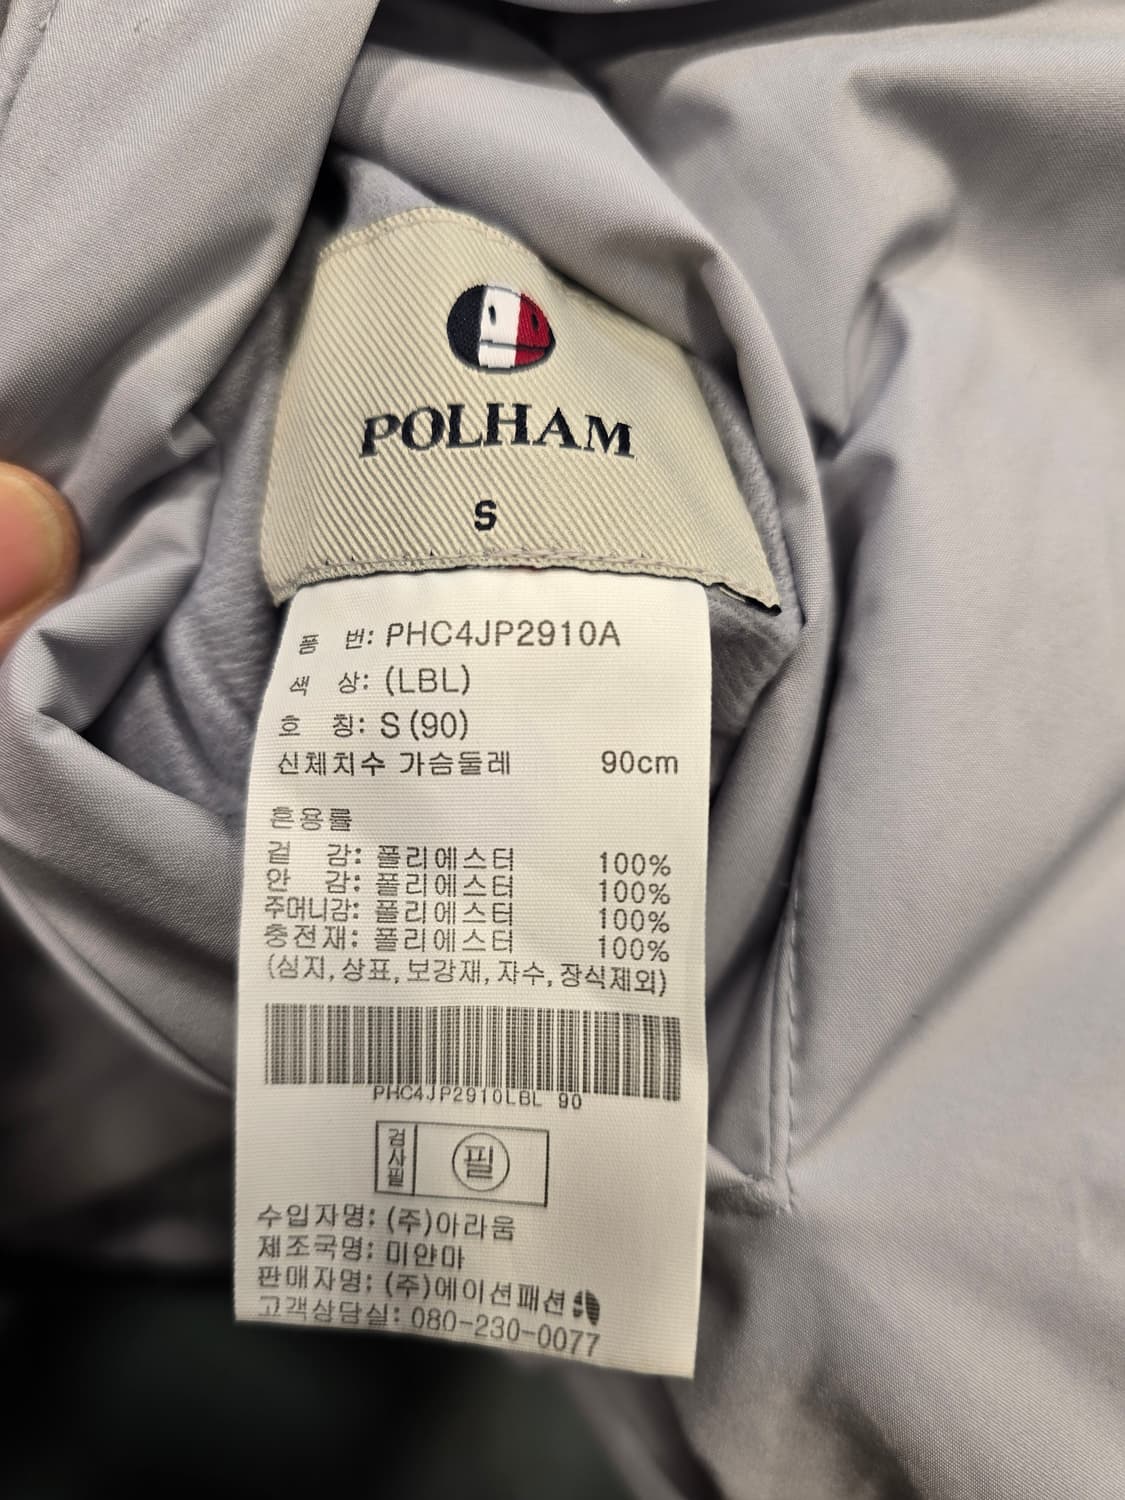 POLHAM
S
품 번: PHC4JP2910A
색 상: (LBL)
호 칭: S (90)
신체치수 가슴둘레 90cm
혼용률
겉 감: 폴리에스터 100%
안 감: 폴리에스터 100%
주머니감: 폴리에스터 100%
충전재: 폴리에스터 100%
(심지,상표,보강재,자수,장식제외)
PHC4JP2910LBL 90
검사필 필
수입자명: (주)아라움
제조국명: 미얀마
판매자명: (주)에이션패션
고객상담실: 080-230-0077